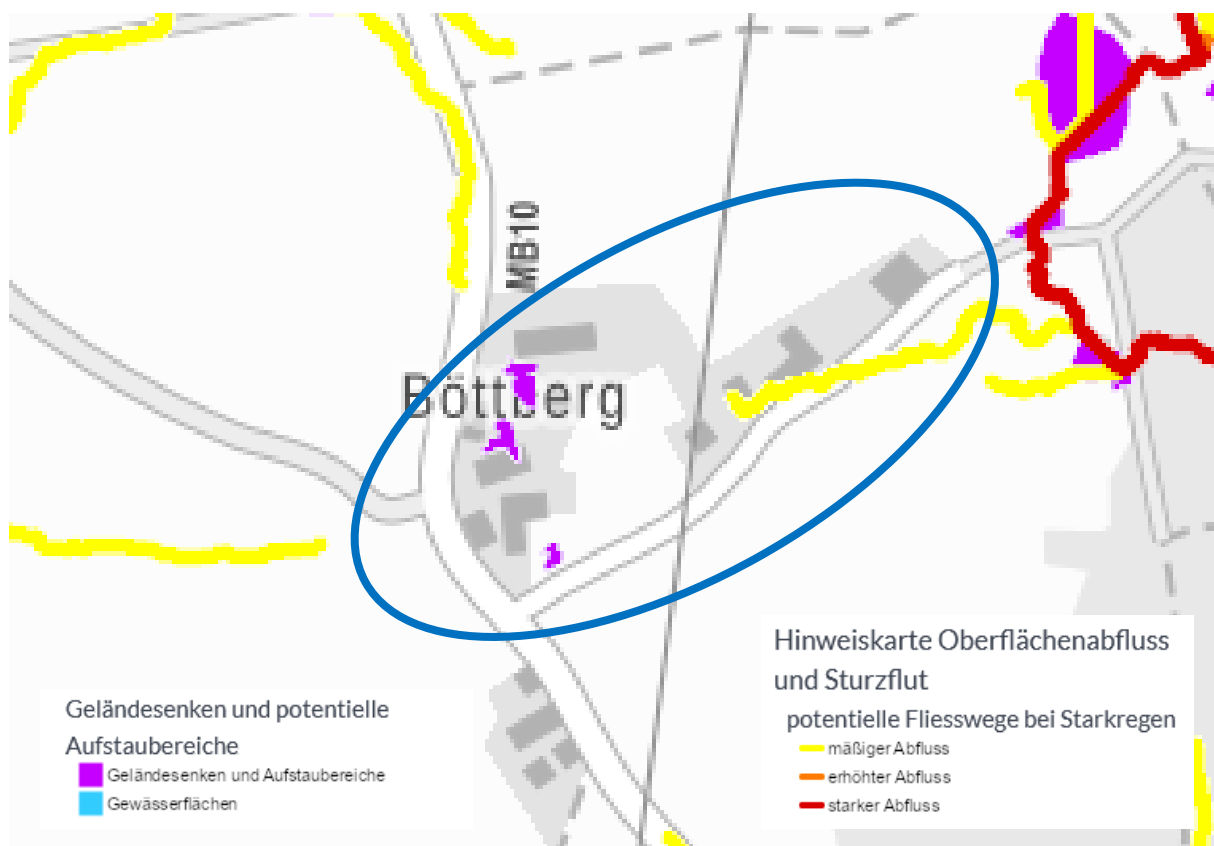 MB10
Böttberg
Hinweiskarte Oberflächenabfluss
und Sturzflut
potentielle Fliesswege bei Starkregen
mäßiger Abfluss
erhöhter Abfluss
starker Abfluss
Geländesenken und potentielle
Aufstaubereiche
Geländesenken und Aufstaubereiche
Gewässerflächen